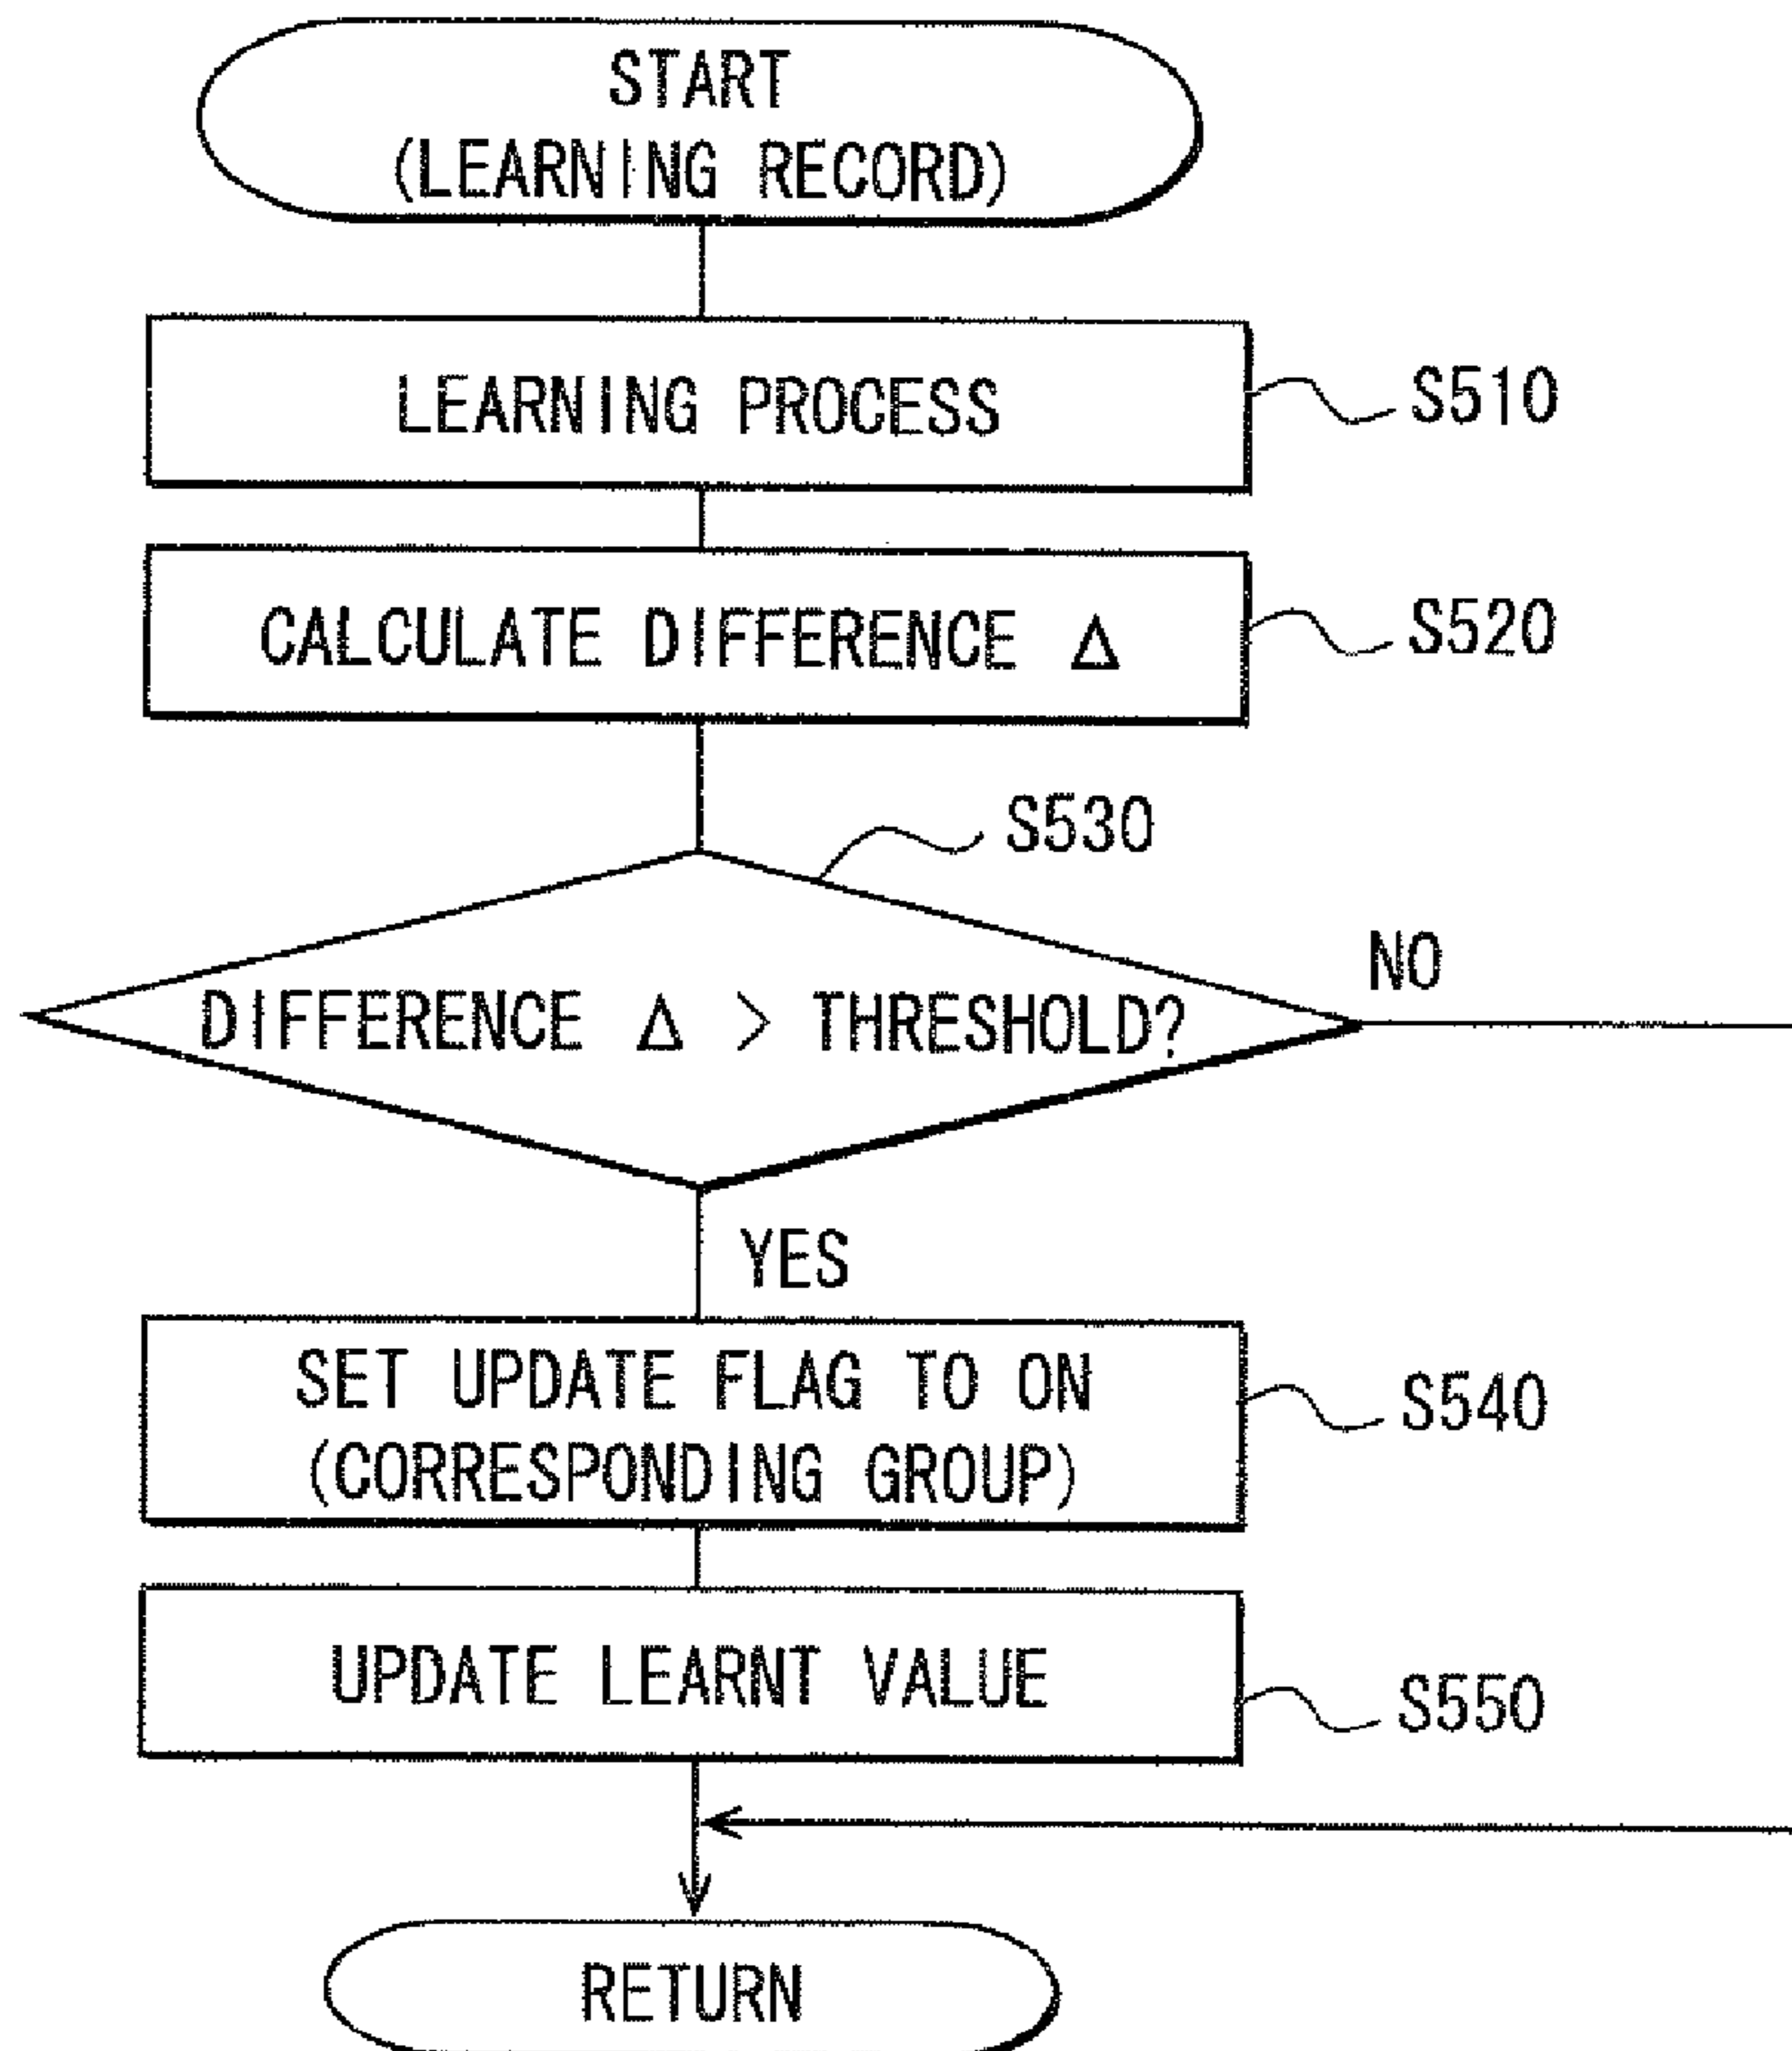 START
(LEARNING RECORD)
LEARNING PROCESS
S510
CALCULATE DIFFERENCE Δ
S520
S530
DIFFERENCE Δ > THRESHOLD?
NO
YES
SET UPDATE FLAG TO ON
(CORRESPONDING GROUP)
S540
UPDATE LEARNT VALUE
S550
RETURN